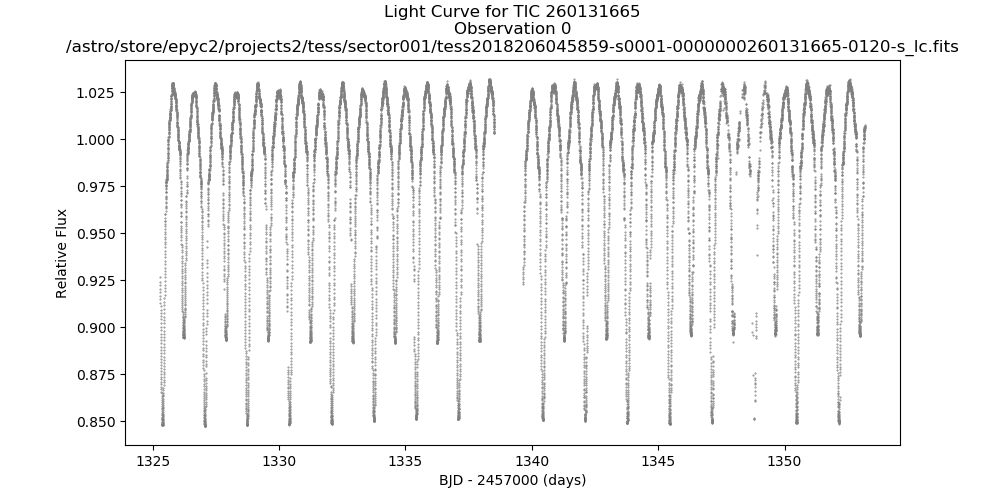 Light Curve for TIC 260131665
Observation 0
/astro/store/epyc2/projects2/tess/sector001/tess2018206045859-s0001-0000000260131665-0120-s_lc.fits
1.025
1.000
0.975
0.950
0.925
0.900
0.875
0.850
Relative Flux
1325
1330
1335
1340
1345
1350
BJD - 2457000 (days)